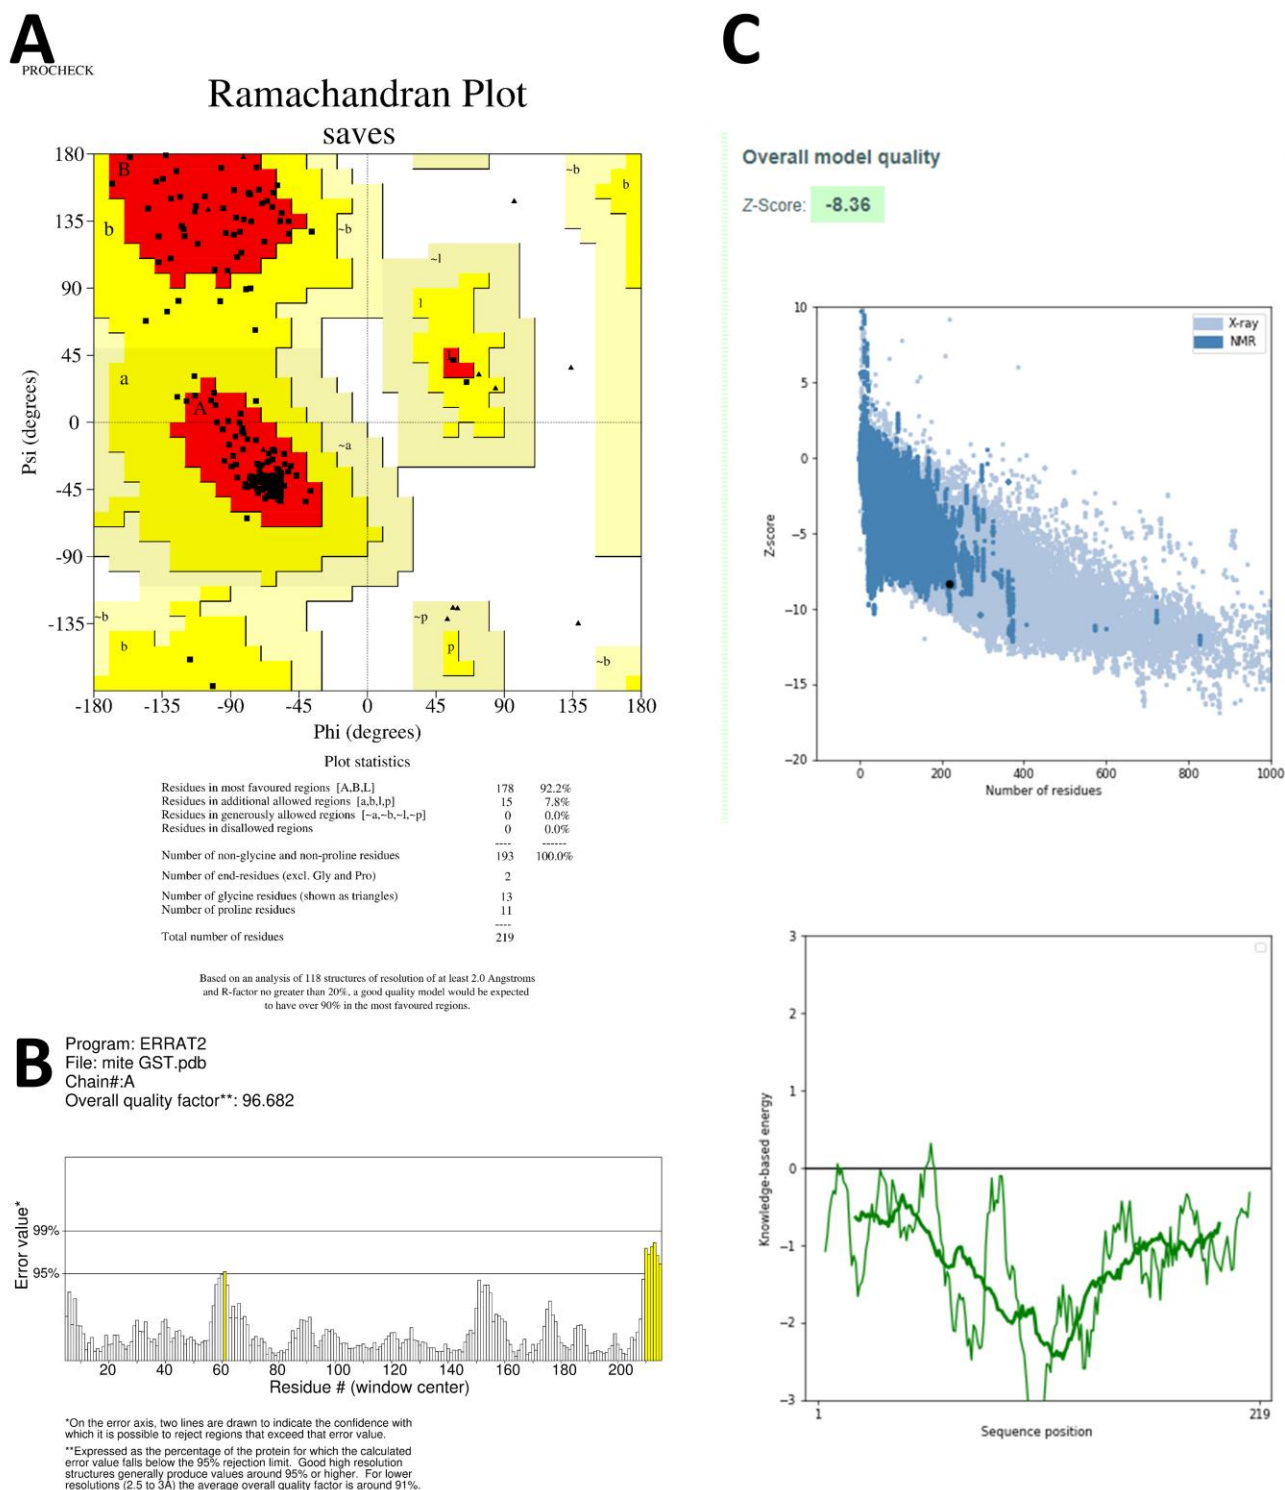 A
PROCHECK
Ramachandran Plot
saves
B
b
a
A
~b
~a
~l
l
L
~b
b
~p
p
~b
b
~b
180
135
90
45
0
-45
-90
-135
-180 -135 -90 -45 0 45 90 135 180
Psi (degrees)
Phi (degrees)
Plot statistics
Residues in most favoured regions [A,B,L] 178 92.2%
Residues in additional allowed regions [a,b,l,p] 15 7.8%
Residues in generously allowed regions [~a,~b,~l,~p] 0 0.0%
Residues in disallowed regions 0 0.0%
---- ------
Number of non-glycine and non-proline residues 193 100.0%
Number of end-residues (excl. Gly and Pro) 2
Number of glycine residues (shown as triangles) 13
Number of proline residues 11
----
Total number of residues 219
Based on an analysis of 118 structures of resolution of at least 2.0 Angstroms
and R-factor no greater than 20%, a good quality model would be expected
to have over 90% in the most favoured regions.
B
Program: ERRAT2
File: mite GST.pdb
Chain#:A
Overall quality factor**: 96.682
Error value*
99%
95%
20 40 60 80 100 120 140 160 180 200
Residue # (window center)
*On the error axis, two lines are drawn to indicate the confidence with
which it is possible to reject regions that exceed that error value.
**Expressed as the percentage of the protein for which the calculated
error value falls below the 95% rejection limit. Good high resolution
structures generally produce values around 95% or higher. For lower
resolutions (2.5 to 3A) the average overall quality factor is around 91%.
C
Overall model quality
Z-Score: -8.36
X-ray
NMR
10
5
0
−5
−10
−15
−20
0 200 400 600 800 1000
Z-score
Number of residues
3
2
1
0
−1
−2
−3
1 219
Knowledge-based energy
Sequence position